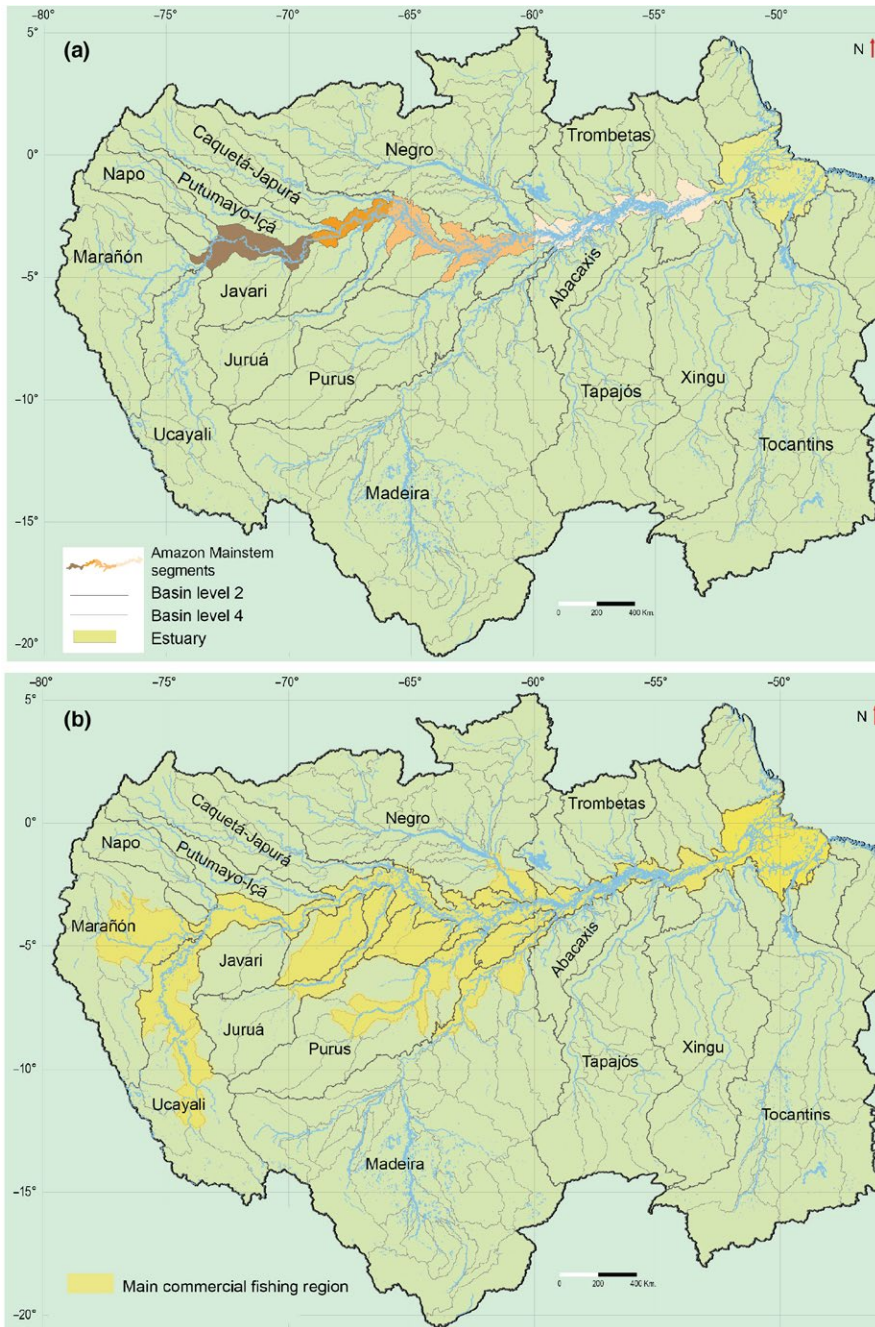 −80° −75° −70° −65° −60° −55° −50°
5°
(a)
N
Trombetas
Negro
Caquetá-Japurá
0°
Napo
Putumayo-Içá
Marañón
Abacaxis
−5°
Javari
Juruá
Purus
Xingu
Tapajós
−10°
Ucayali
Tocantins
Madeira
−15°
Amazon Mainstem
segments
Basin level 2
Basin level 4
Estuary
0 200 400 Km.
−20°
−80° −75° −70° −65° −60° −55° −50°
5°
(b)
N
Trombetas
Negro
Caquetá-Japurá
0°
Napo
Putumayo-Içá
Marañón
Abacaxis
−5°
Javari
Juruá
Purus
Xingu
Tapajós
−10°
Ucayali
Tocantins
Madeira
−15°
0 200 400 Km.
Main commercial fishing region
−20°